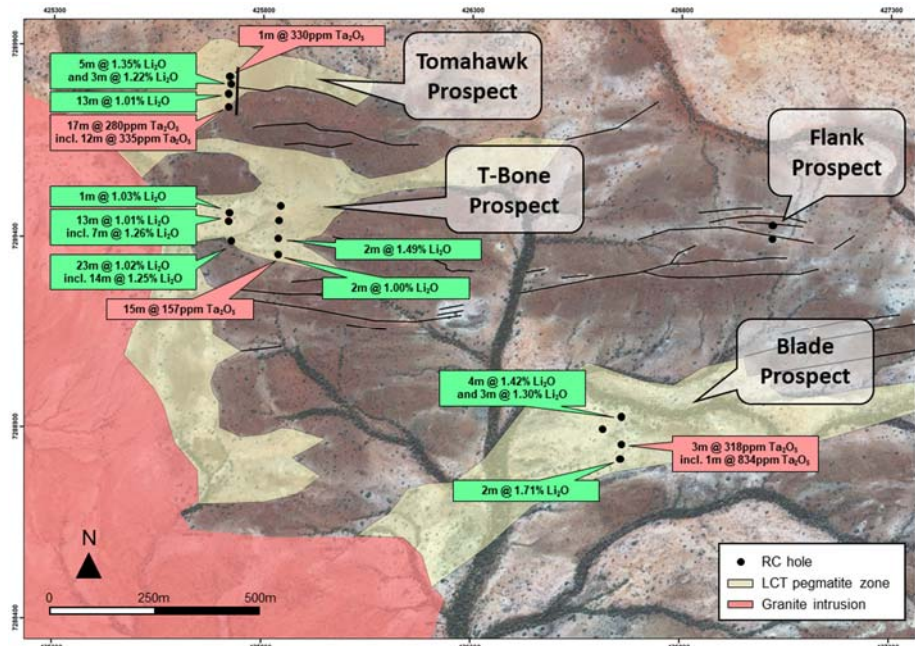 425300
425800
426300
426800
427300
7289900
1m @ 330ppm Ta₂O₅
5m @ 1.35% Li₂O
and 3m @ 1.22% Li₂O
Tomahawk
Prospect
13m @ 1.01% Li₂O
17m @ 280ppm Ta₂O₅
incl. 12m @ 335ppm Ta₂O₅
Flank
Prospect
T-Bone
Prospect
1m @ 1.03% Li₂O
13m @ 1.01% Li₂O
incl. 7m @ 1.26% Li₂O
7289400
2m @ 1.49% Li₂O
23m @ 1.02% Li₂O
incl. 14m @ 1.25% Li₂O
2m @ 1.00% Li₂O
15m @ 157ppm Ta₂O₅
Blade
Prospect
4m @ 1.42% Li₂O
and 3m @ 1.30% Li₂O
7288900
3m @ 318ppm Ta₂O₅
incl. 1m @ 834ppm Ta₂O₅
2m @ 1.71% Li₂O
N
0 250m 500m
RC hole
LCT pegmatite zone
Granite intrusion
7288400